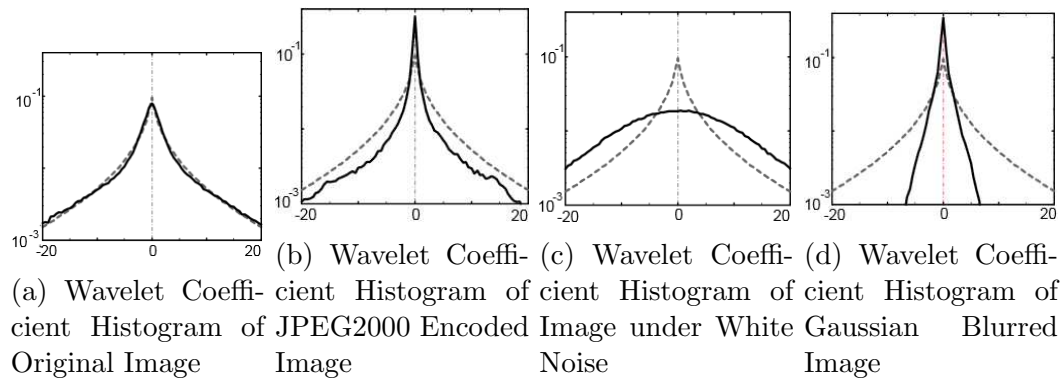 10-1
10-3
-20 0 20
(a) Wavelet Coeffi-
cient Histogram of
Original Image
10-1
10-3
-20 0 20
(b) Wavelet Coeffi-
cient Histogram of
JPEG2000 Encoded
Image
10-1
10-3
-20 0 20
(c) Wavelet Coeffi-
cient Histogram of
Image under White
Noise
10-1
10-3
-20 0 20
(d) Wavelet Coeffi-
cient Histogram of
Gaussian Blurred
Image